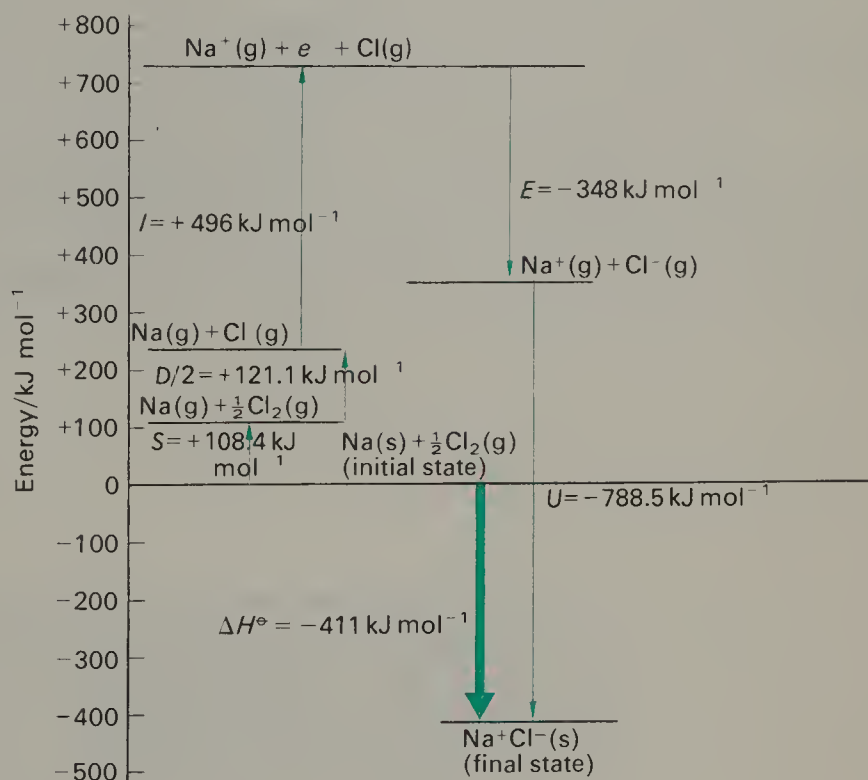 +800
Na⁺(g) + e + Cl(g)
+700
+600
+500
E = −348 kJ mol ¹
I = + 496 kJ mol⁻¹
+400
Na⁺(g) + Cl⁻(g)
+300
Na(g) + Cl (g)
+200
D/2 = +121.1 kJ mol ¹
Na(g) + ½Cl₂(g)
+100
S = +108.4 kJ
mol ¹
Na(s) + ½Cl₂(g)
(initial state)
0
U = −788.5 kJ mol⁻¹
−100
−200
ΔH⦵ = −411 kJ mol⁻¹
−300
−400
Na⁺Cl⁻(s)
(final state)
−500
Energy/kJ mol⁻¹